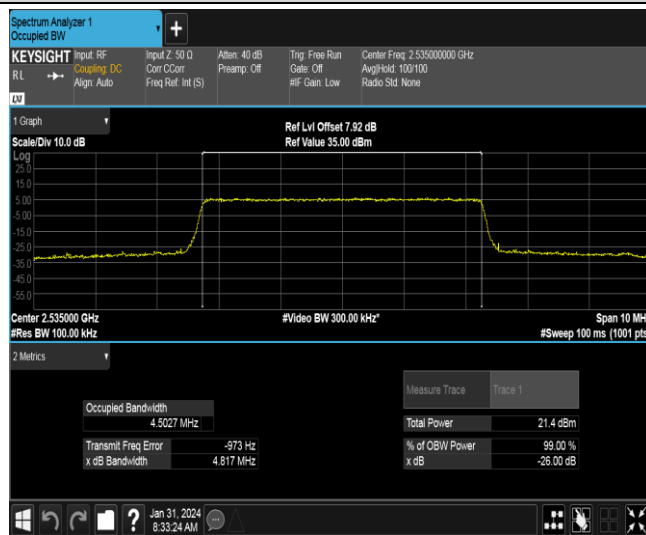 Spectrum Analyzer 1
Occupied BW
+
KEYSIGHT
RL
LXI
Input: RF
Coupling: DC
Align: Auto
Input Z: 50 Ω
Corr CCorr
Freq Ref: Int (S)
Atten: 40 dB
Preamp: Off
Trig: Free Run
Gate: Off
#IF Gain: Low
Center Freq: 2.535000000 GHz
Avg|Hold: 100/100
Radio Std: None
1 Graph
Scale/Div 10.0 dB
Ref Lvl Offset 7.92 dB
Ref Value 35.00 dBm
Log
25.0
15.0
5.00
-5.00
-15.0
-25.0
-35.0
-45.0
-55.0
Center 2.535000 GHz
#Res BW 100.00 kHz
#Video BW 300.00 kHz*
Span 10 MH
#Sweep 100 ms (1001 pts
2 Metrics
Measure Trace Trace 1
Occupied Bandwidth
4.5027 MHz
Total Power 21.4 dBm
Transmit Freq Error -973 Hz
% of OBW Power 99.00 %
x dB Bandwidth 4.817 MHz
x dB -26.00 dB
?
Jan 31, 2024
8:33:24 AM